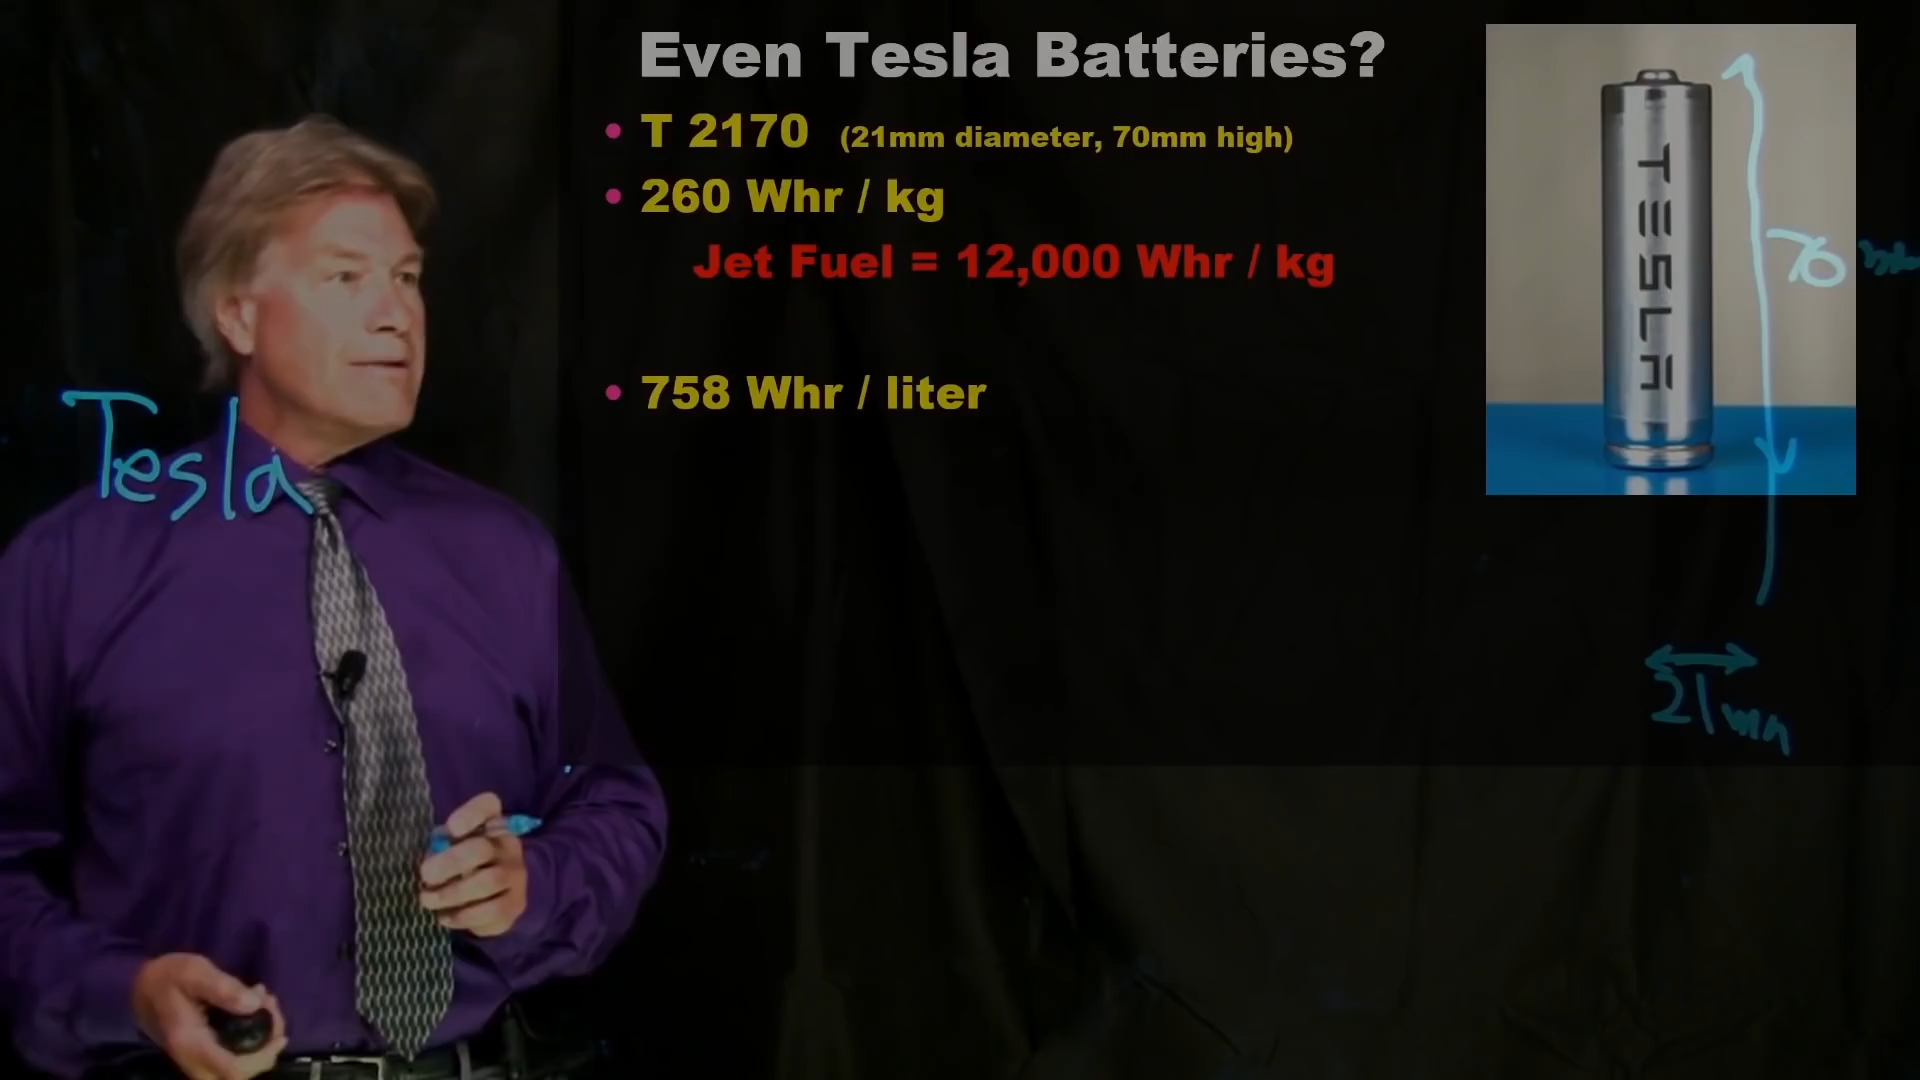 Even Tesla Batteries?
• T 2170 (21mm diameter, 70mm high)
• 260 Whr / kg
Jet Fuel = 12,000 Whr / kg
• 758 Whr / liter
TESLA
70
Tesla
21mm